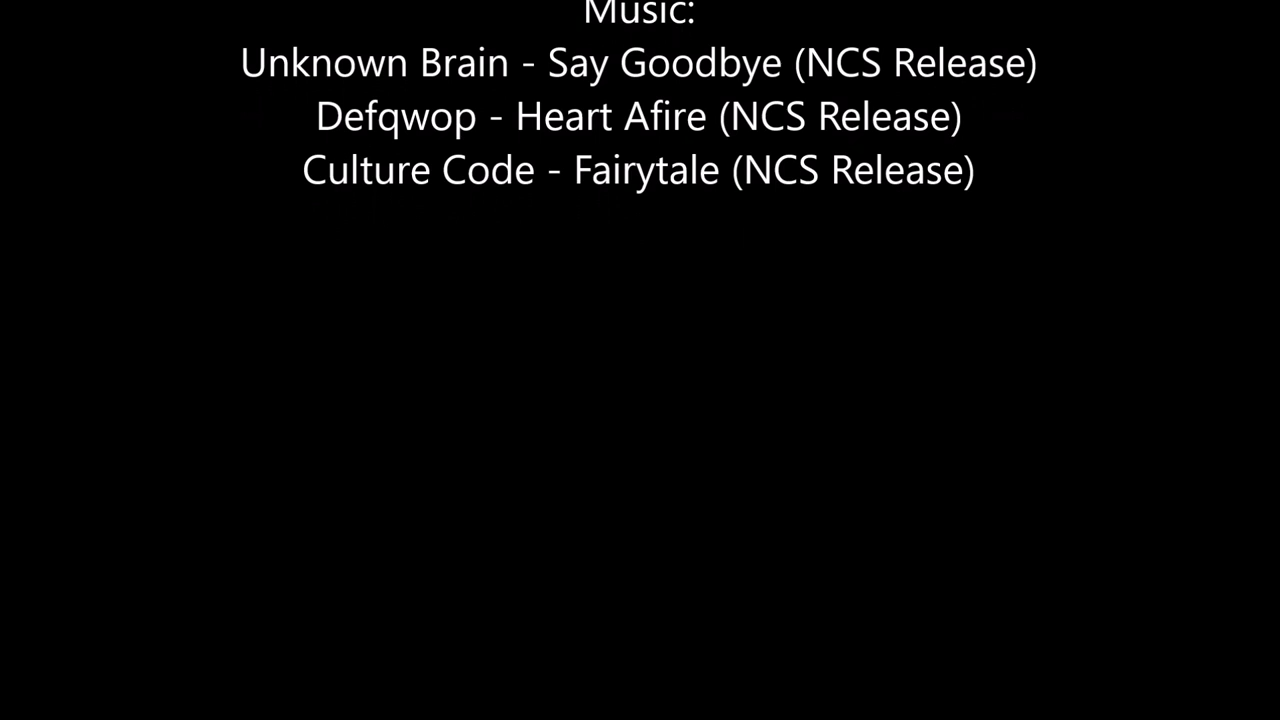 Music:
Unknown Brain - Say Goodbye (NCS Release)
Defqwop - Heart Afire (NCS Release)
Culture Code - Fairytale (NCS Release)